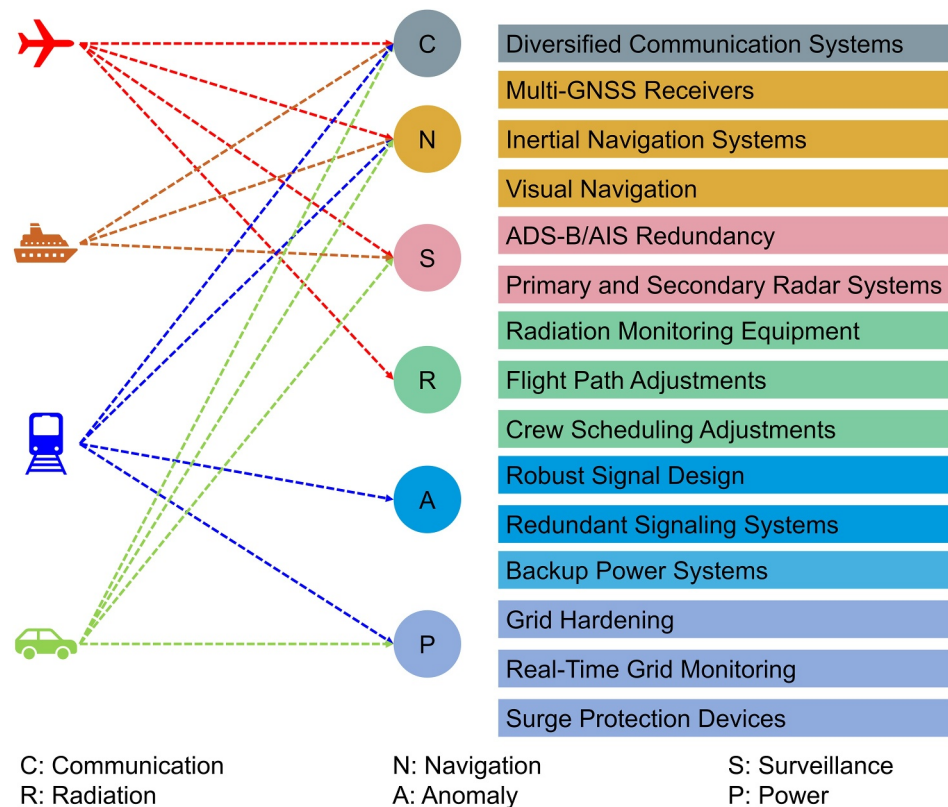 C
Diversified Communication Systems
Multi-GNSS Receivers
N
Inertial Navigation Systems
Visual Navigation
ADS-B/AIS Redundancy
S
Primary and Secondary Radar Systems
Radiation Monitoring Equipment
R
Flight Path Adjustments
Crew Scheduling Adjustments
Robust Signal Design
A
Redundant Signaling Systems
Backup Power Systems
Grid Hardening
P
Real-Time Grid Monitoring
Surge Protection Devices
C: Communication
N: Navigation
S: Surveillance
R: Radiation
A: Anomaly
P: Power